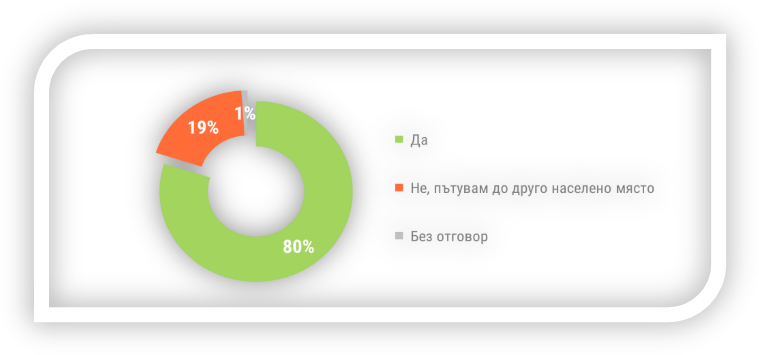 1%
19%
Да
Не, пътувам до друго населено място
Без отговор
80%